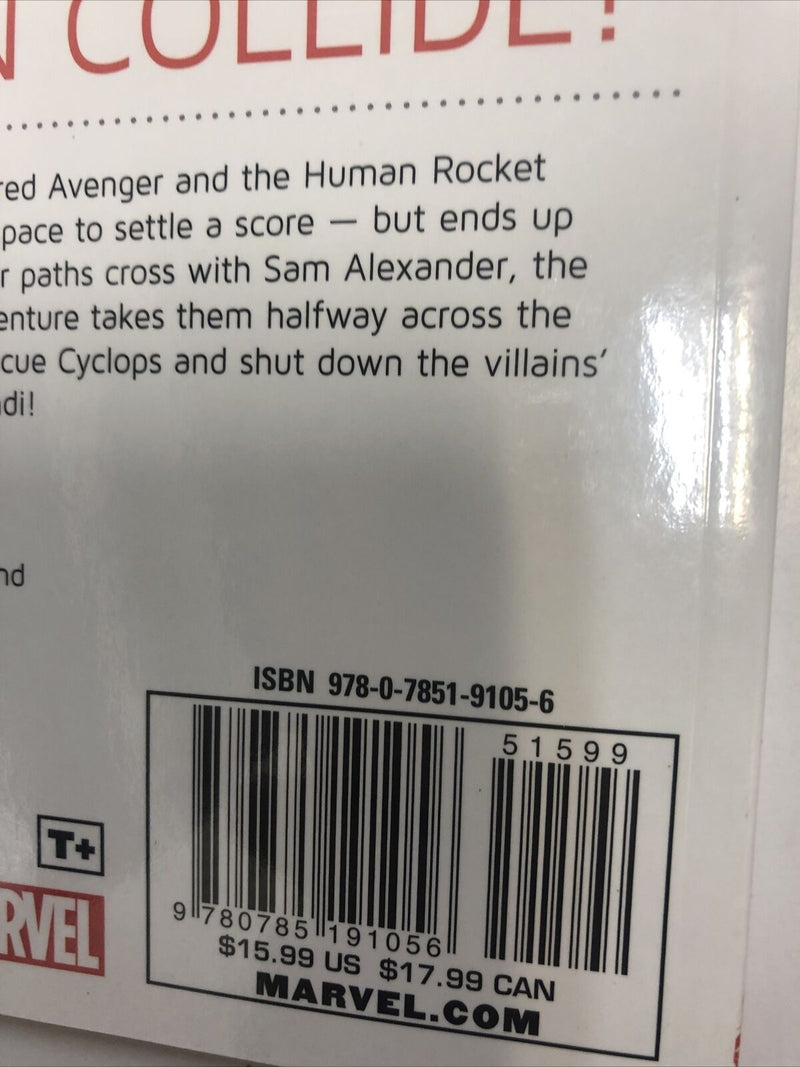 N COLLIDE!
red Avenger and the Human Rocket
pace to settle a score — but ends up
r paths cross with Sam Alexander, the
enture takes them halfway across the
cue Cyclops and shut down the villains'
di!
nd
ISBN 978-0-7851-9105-6
51599
9 780785 191056
$15.99 US $17.99 CAN
MARVEL.COM
T+
RVEL